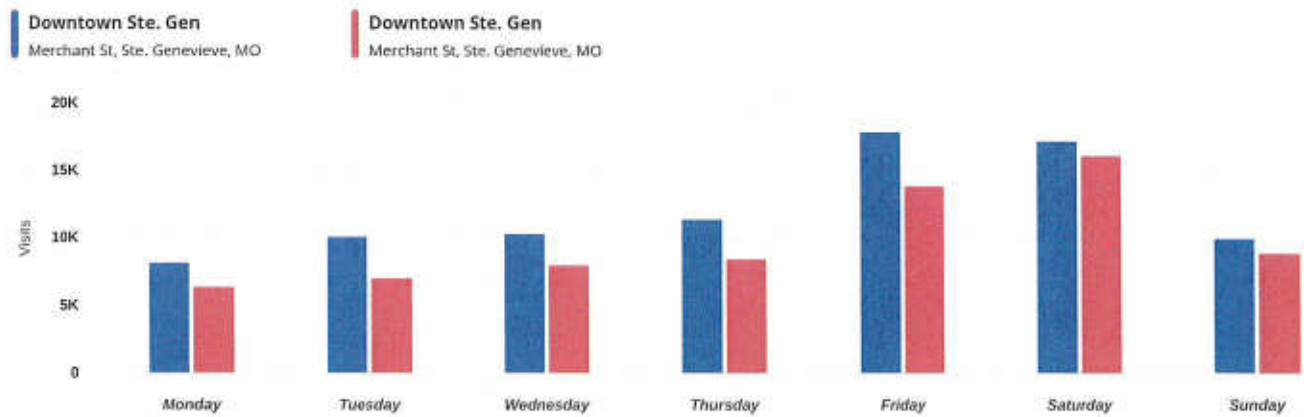 Downtown Ste. Gen
Merchant St, Ste. Genevieve, MO
Downtown Ste. Gen
Merchant St, Ste. Genevieve, MO
20K
15K
10K
5K
0
Visits
Monday Tuesday Wednesday Thursday Friday Saturday Sunday